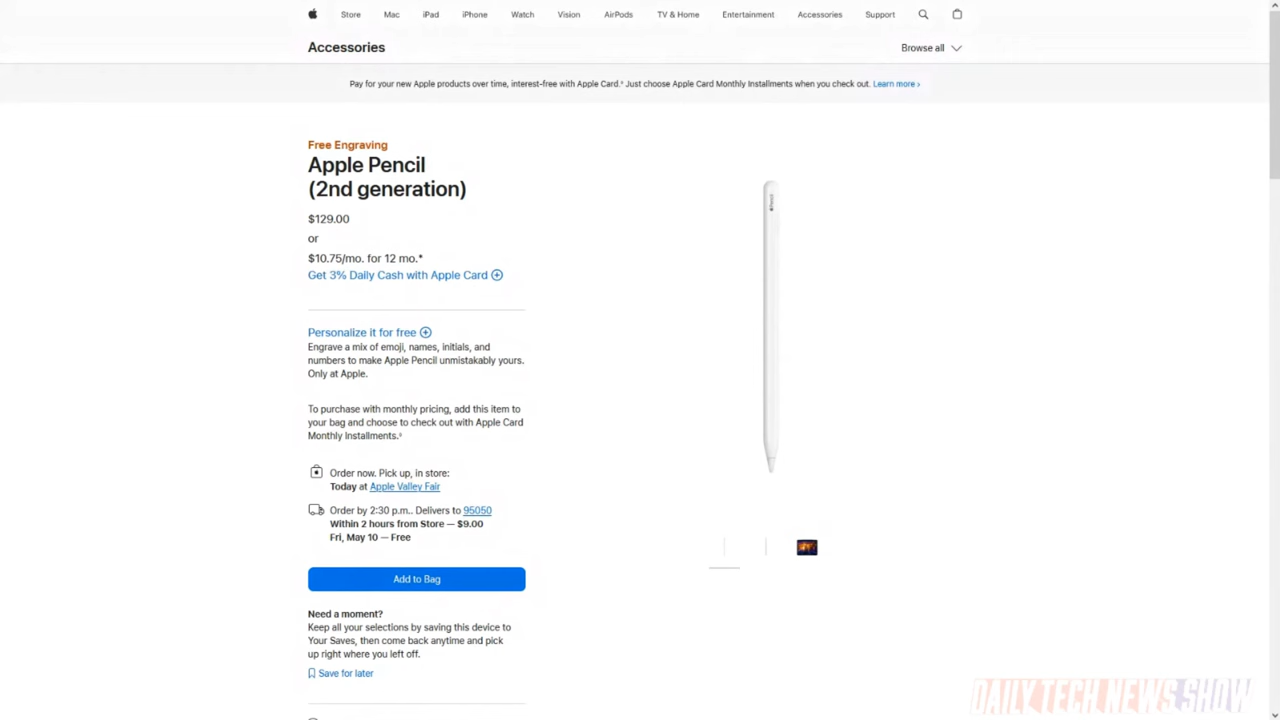 Store Mac iPad iPhone Watch Vision AirPods TV & Home Entertainment Accessories Support
Accessories
Browse all
Pay for your new Apple products over time, interest-free with Apple Card.◊ Just choose Apple Card Monthly Installments when you check out. Learn more ›
Free Engraving
Apple Pencil
(2nd generation)
$129.00
or
$10.75/mo. for 12 mo.*
Get 3% Daily Cash with Apple Card
Personalize it for free
Engrave a mix of emoji, names, initials, and
numbers to make Apple Pencil unmistakably yours.
Only at Apple.
To purchase with monthly pricing, add this item to
your bag and choose to check out with Apple Card
Monthly Installments.◊
Order now. Pick up, in store:
Today at Apple Valley Fair
Order by 2:30 p.m.. Delivers to 95050
Within 2 hours from Store — $9.00
Fri, May 10 — Free
Add to Bag
Need a moment?
Keep all your selections by saving this device to
Your Saves, then come back anytime and pick
up right where you left off.
Save for later
Pencil
DAILY TECH NEWS SHOW